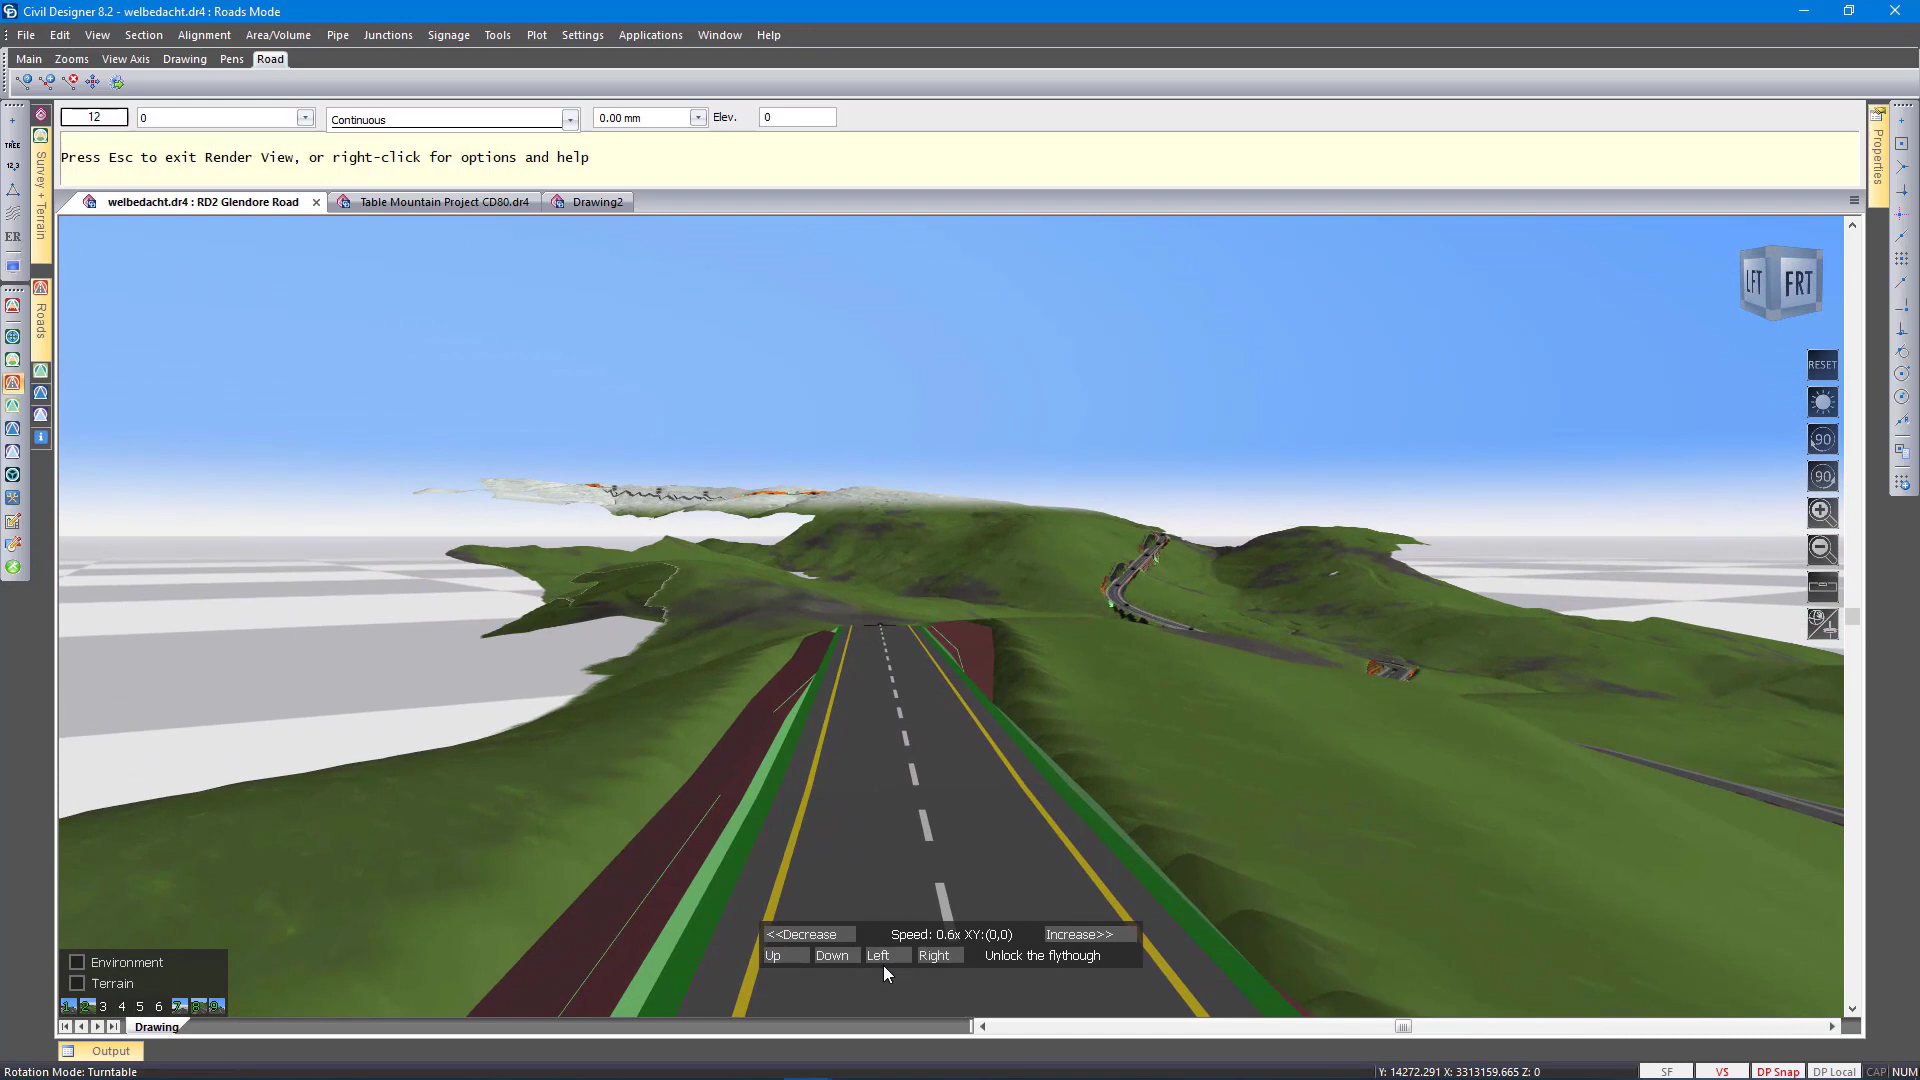 Civil Designer 8.2 - welbedacht.dr4 : Roads Mode
File Edit View Section Alignment Area/Volume Pipe Junctions Signage Tools Plot Settings Applications Window Help
Main Zooms View Axis Drawing Pens Road
12 0 Continuous 0.00 mm Elev. 0
Press Esc to exit Render View, or right-click for options and help
welbedacht.dr4 : RD2 Glendore Road Table Mountain Project CD80.dr4 Drawing2
TREE
12.3
ER
Survey + Terrain
Roads
Properties
LFT FRT
RESET
90
90
<<Decrease Speed: 0.6x XY:(0,0) Increase>>
Up Down Left Right Unlock the flythough
Environment
Terrain
1 2 3 4 5 6 7 8 9
Drawing
Output
Rotation Mode: Turntable Y: 14272.291 X: 3313159.665 Z: 0 SF VS DP Snap DP Local CAP NUM